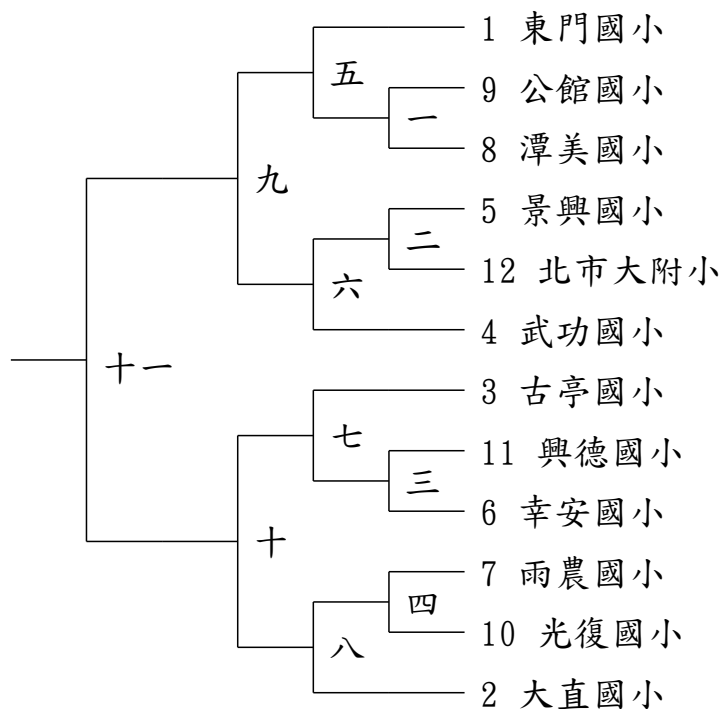 1 東門國小
五
9 公館國小
一
8 潭美國小
九
5 景興國小
二
12 北市大附小
六
4 武功國小
十一
3 古亭國小
七
11 興德國小
三
6 幸安國小
十
7 雨農國小
四
10 光復國小
八
2 大直國小